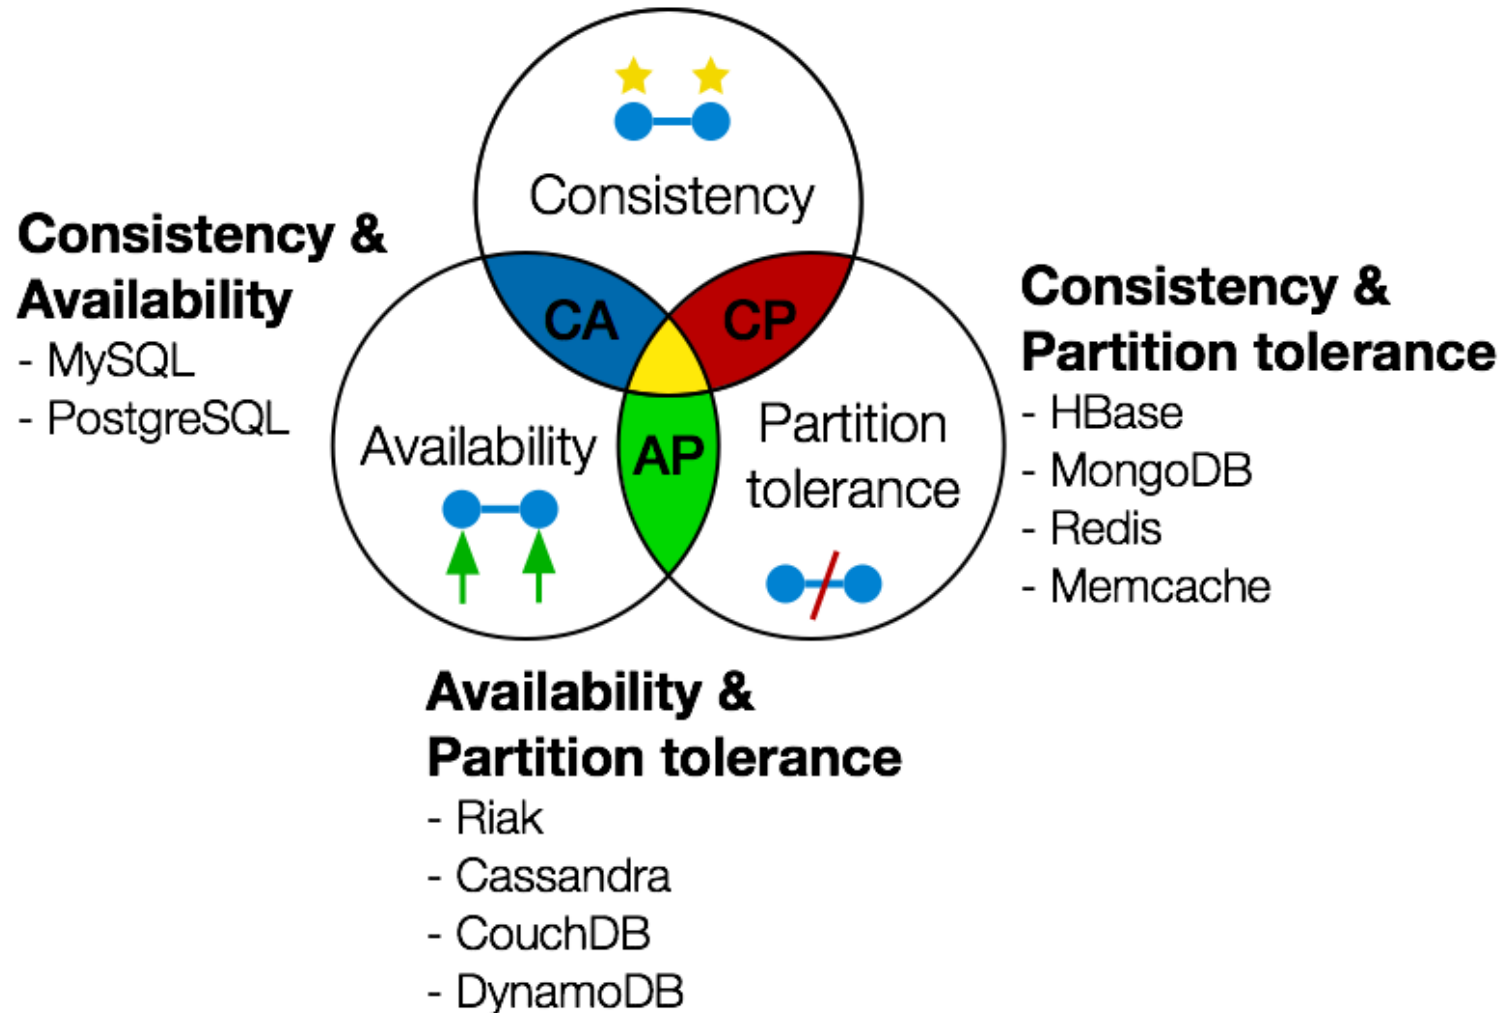 Consistency
Consistency &
Availability
- MySQL
- PostgreSQL
CA
CP
AP
Availability
Partition
tolerance
Consistency &
Partition tolerance
- HBase
- MongoDB
- Redis
- Memcache
Availability &
Partition tolerance
- Riak
- Cassandra
- CouchDB
- DynamoDB